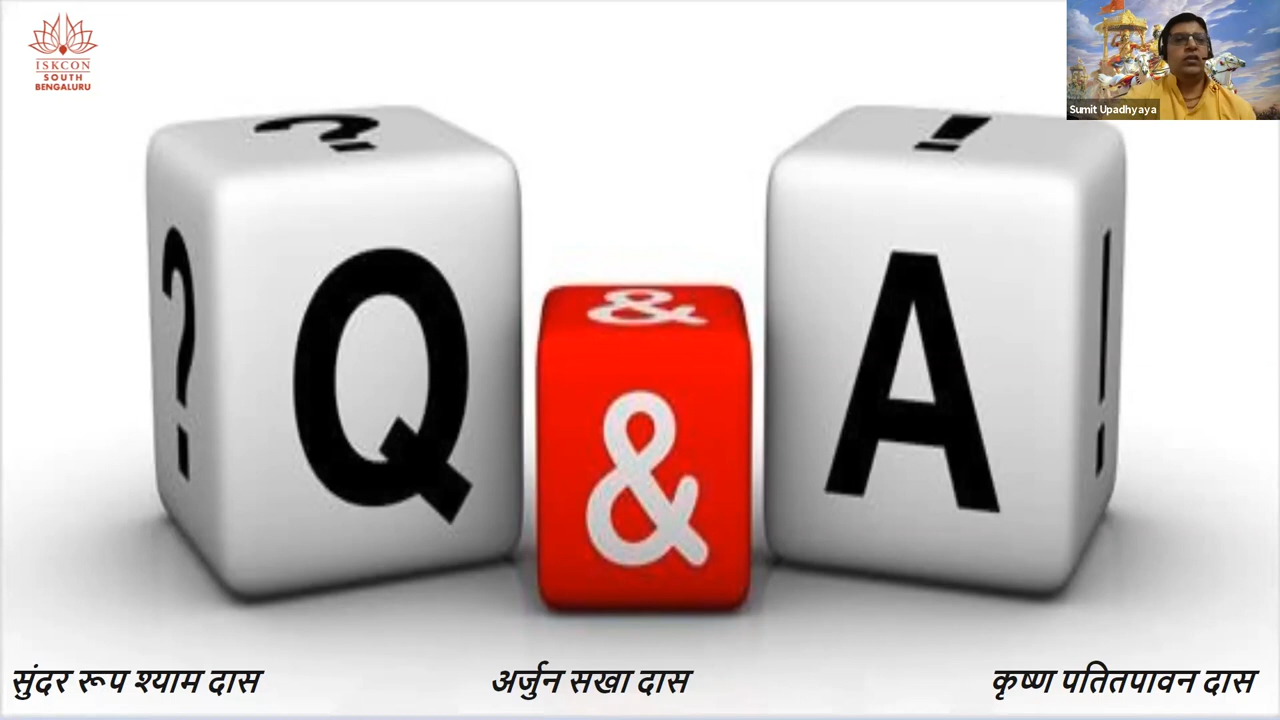 ISKCON
SOUTH
BENGALURU
Sumit Upadhyaya
? !
? Q & & A !
सुंदर रूप श्याम दास
अर्जुन सखा दास
कृष्ण पतितपावन दास